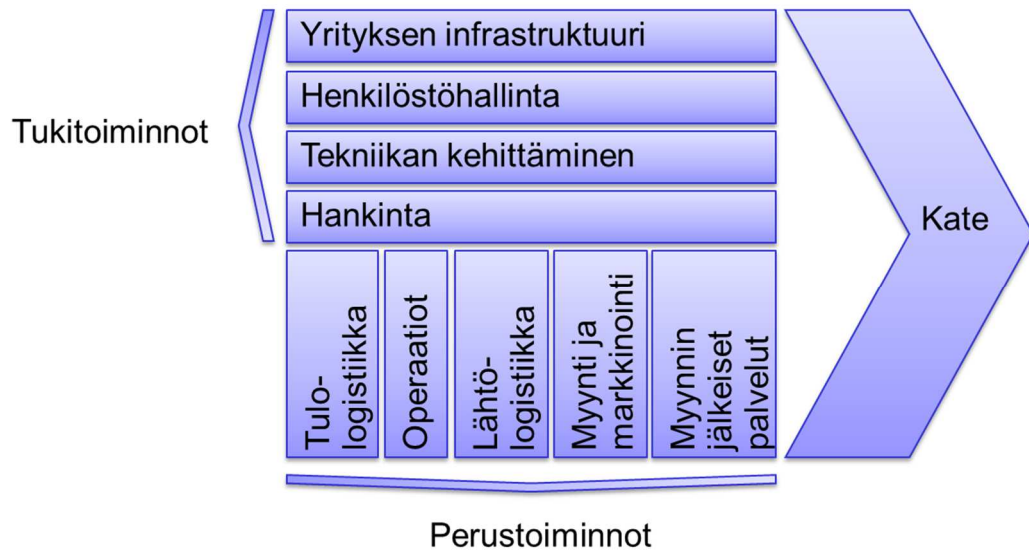 Yrityksen infrastruktuuri
Henkilöstöhallinta
Tukitoiminnot
Tekniikan kehittäminen
Hankinta
Kate
Tulo-
logistiikka
Operaatiot
Lähtö-
logistiikka
Myynti ja
markkinointi
Myynnin
jälkeiset
palvelut
Perustoiminnot